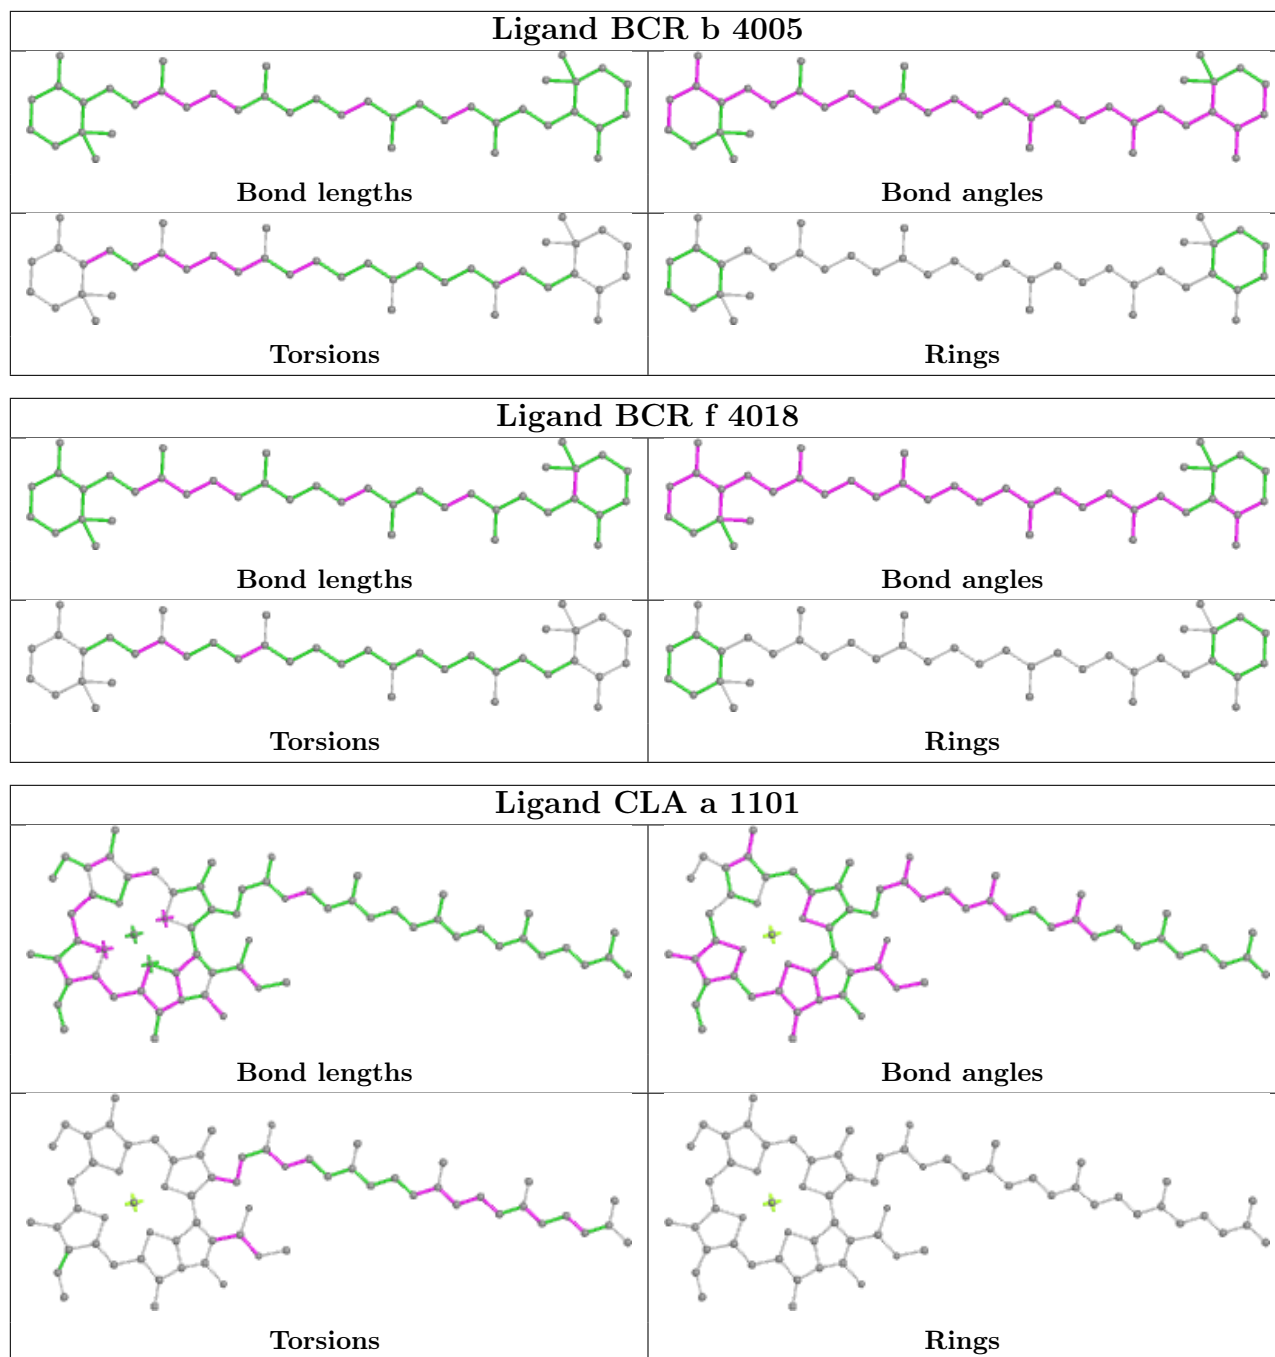 Ligand BCR b 4005
Bond lengths
Bond angles
Torsions
Rings
Ligand BCR f 4018
Bond lengths
Bond angles
Torsions
Rings
Ligand CLA a 1101
Bond lengths
Bond angles
Torsions
Rings